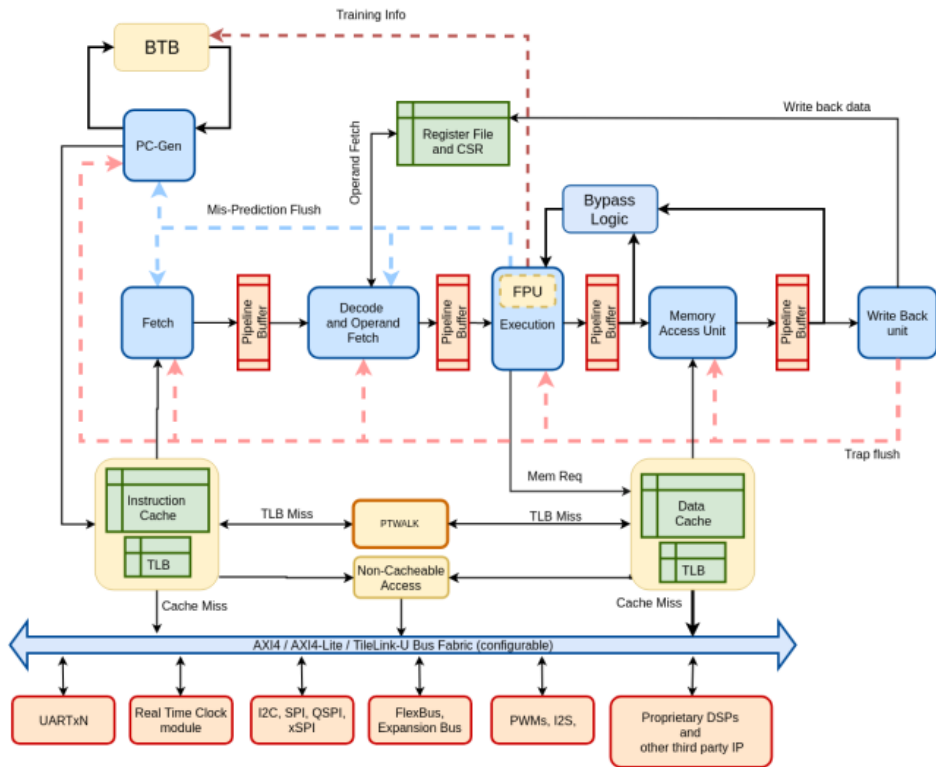 Training Info
BTB
PC-Gen
Register File
and CSR
Write back data
Operand Fetch
Mis-Prediction Flush
Bypass
Logic
Fetch
Pipeline
Buffer
Decode
and Operand
Fetch
Pipeline
Buffer
FPU
Execution
Pipeline
Buffer
Memory
Access Unit
Pipeline
Buffer
Write Back
unit
Trap flush
Mem Req
Instruction
Cache
TLB
TLB Miss
PTWALK
TLB Miss
Data
Cache
TLB
Non-Cacheable
Access
Cache Miss
Cache Miss
AXI4 / AXI4-Lite / TileLink-U Bus Fabric (configurable)
UARTxN
Real Time Clock
module
I2C, SPI, QSPI,
xSPI
FlexBus,
Expansion Bus
PWMs, I2S,
Proprietary DSPs
and
other third party IP